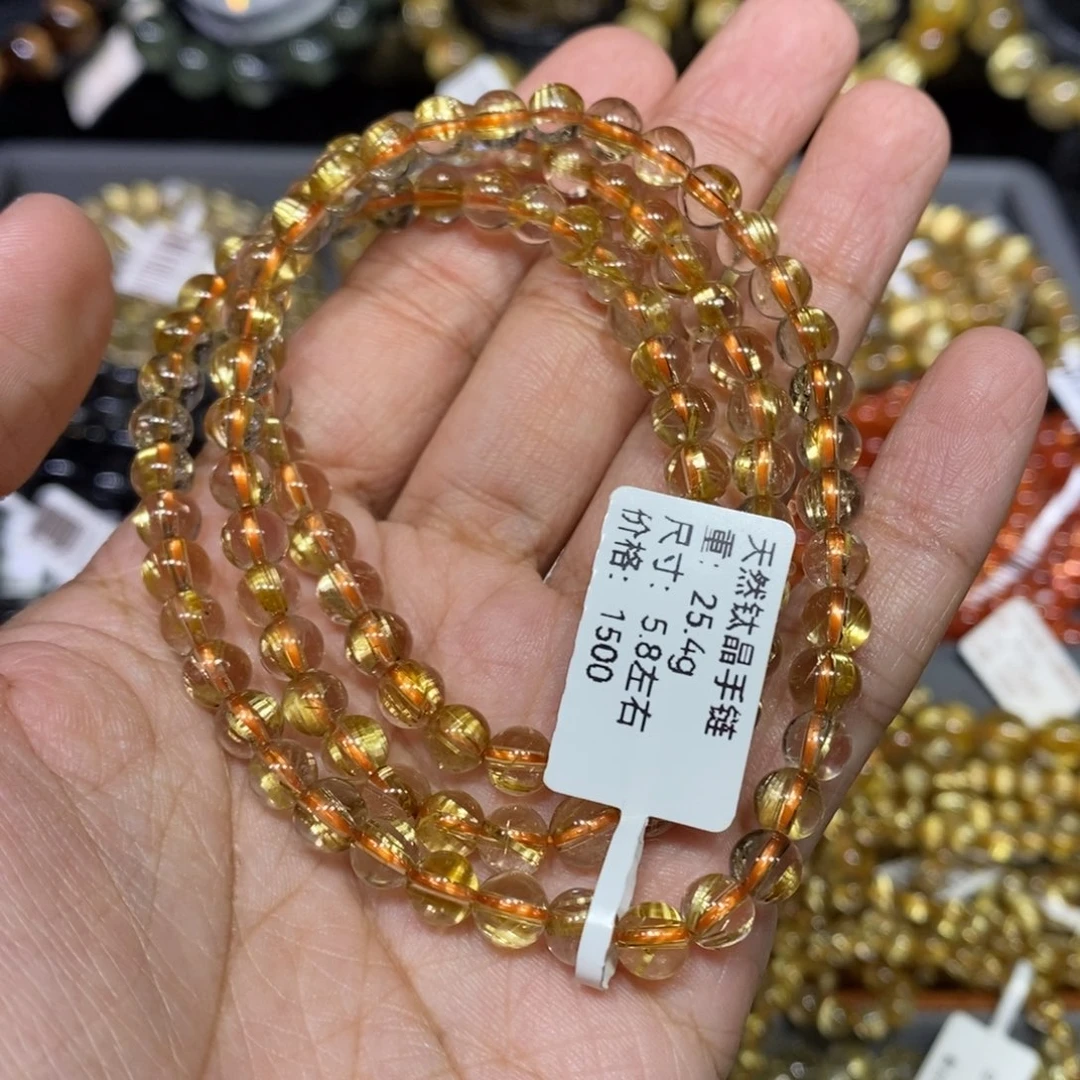 天然钛晶手链
重: 25.4g
尺寸: 5.8左右
价格: 1500